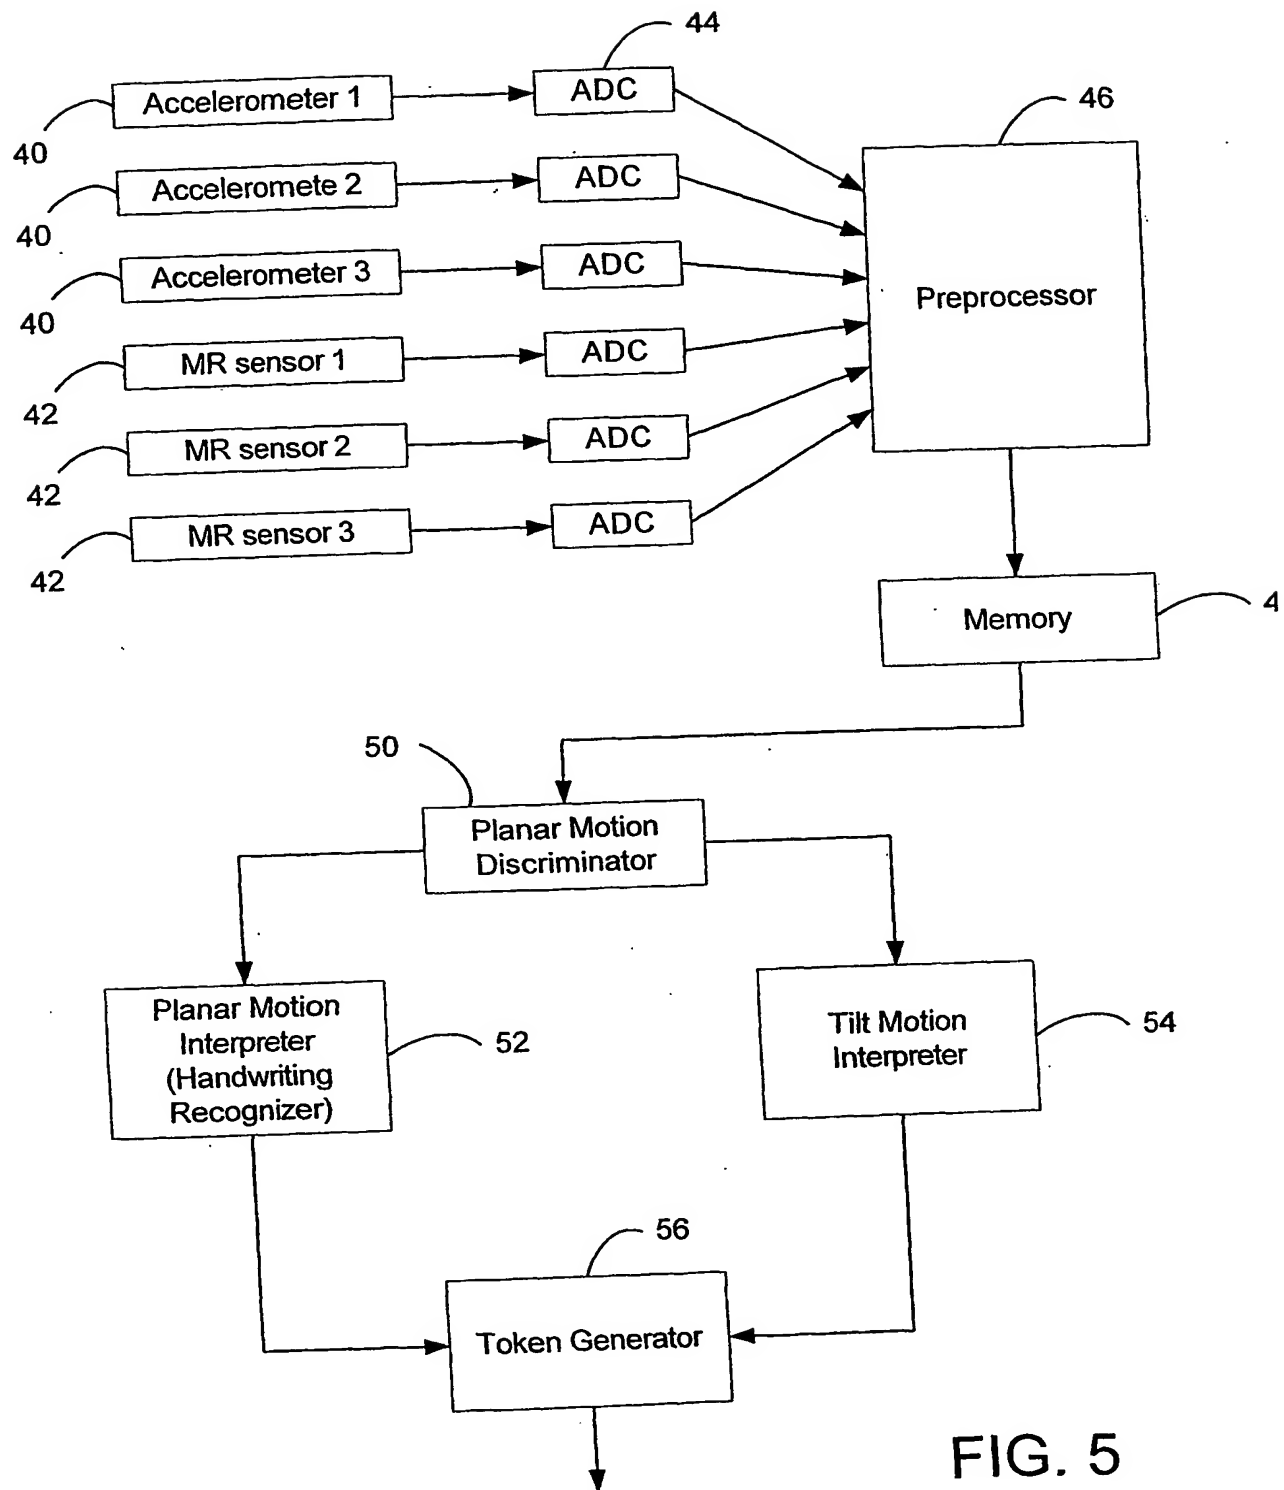 44
Accelerometer 1
ADC
46
40
Acceleromete 2
ADC
40
Accelerometer 3
ADC
Preprocessor
40
MR sensor 1
ADC
42
MR sensor 2
ADC
42
MR sensor 3
ADC
42
Memory
4
50
Planar Motion
Discriminator
Planar Motion
Interpreter
(Handwriting
Recognizer)
52
Tilt Motion
Interpreter
54
56
Token Generator
FIG. 5